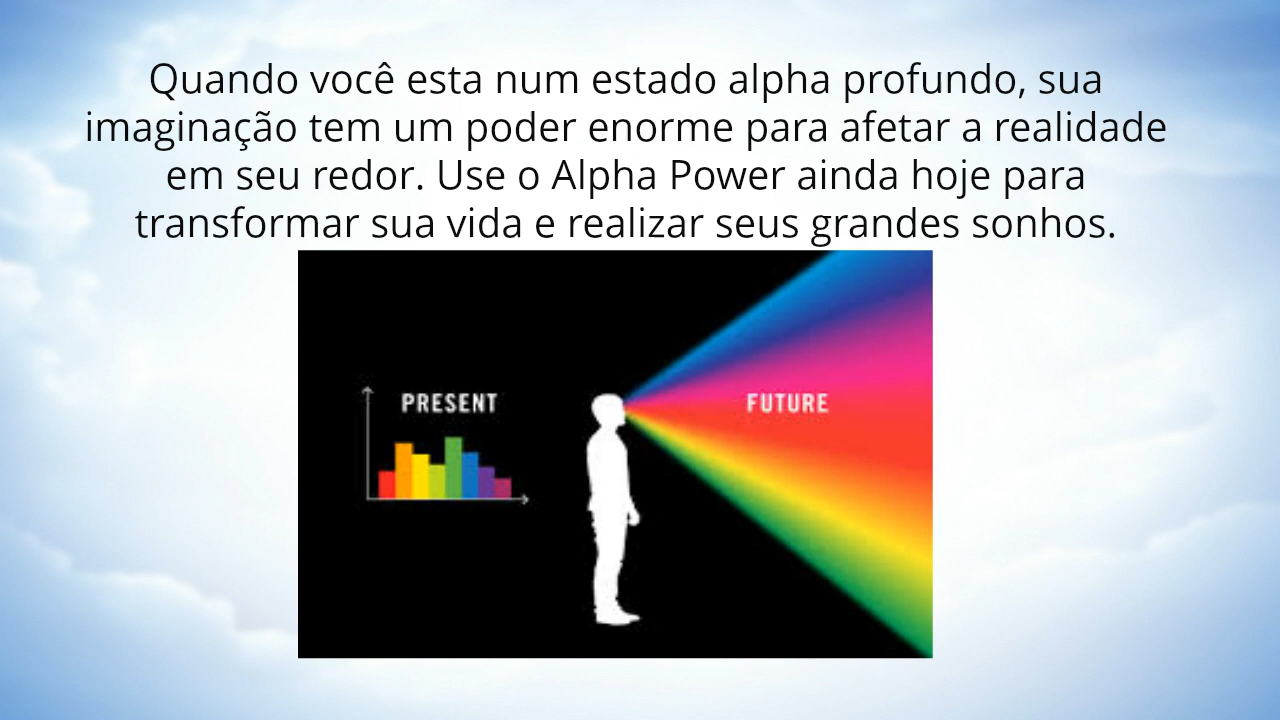 Quando você esta num estado alpha profundo, sua
imaginação tem um poder enorme para afetar a realidade
em seu redor. Use o Alpha Power ainda hoje para
transformar sua vida e realizar seus grandes sonhos.
PRESENT
FUTURE